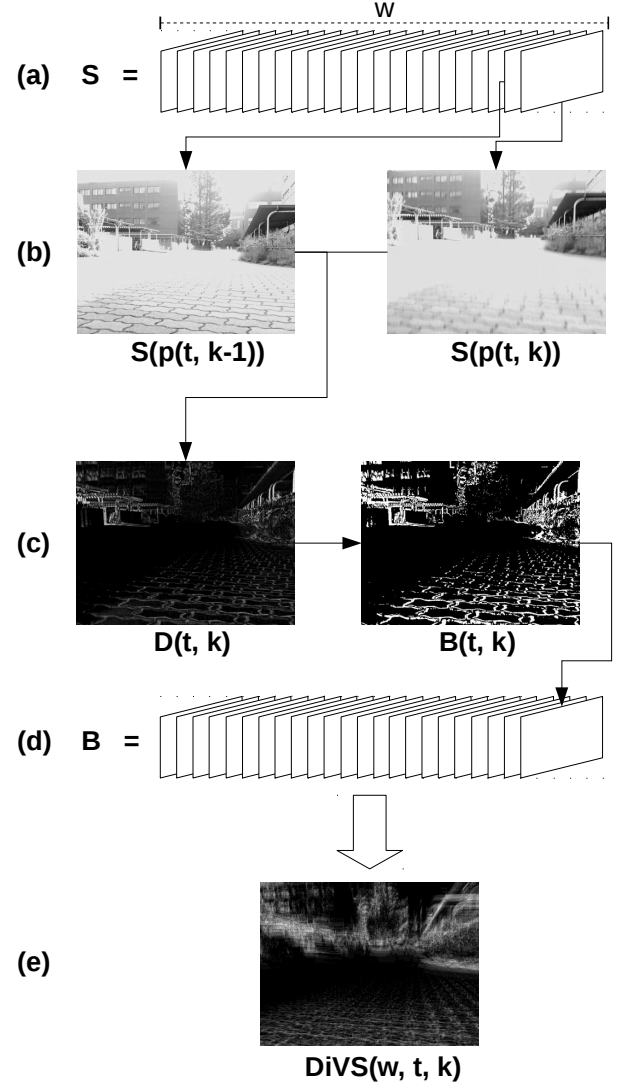 w
(a) S =
(b)
S(p(t, k-1)) S(p(t, k))
(c)
D(t, k) B(t, k)
(d) B =
(e)
DiVS(w, t, k)